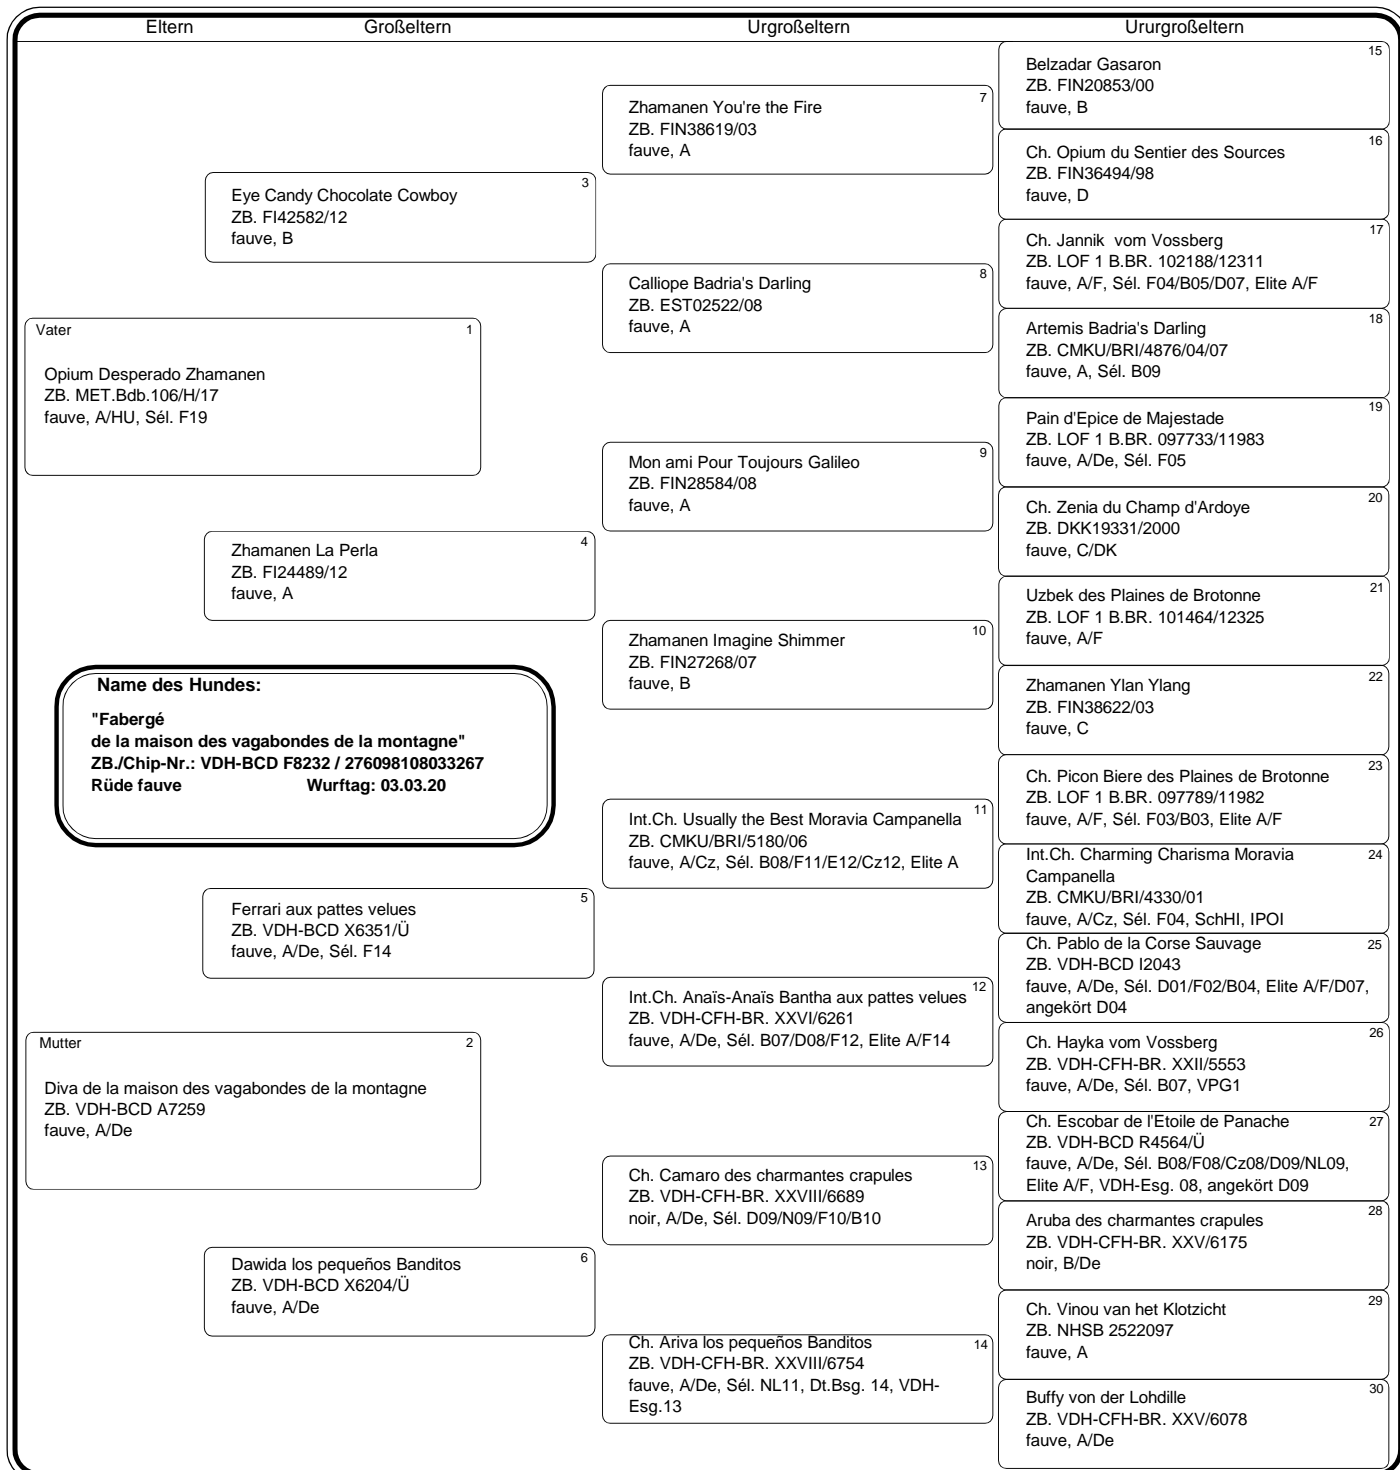 Eltern Großeltern Urgroßeltern Ururgroßeltern
Vater 1
Opium Desperado Zhamanen
ZB. MET.Bdb.106/H/17
fauve, A/HU, Sél. F19
Mutter 2
Diva de la maison des vagabondes de la montagne
ZB. VDH-BCD A7259
fauve, A/De
Name des Hundes:
"Fabergé
de la maison des vagabondes de la montagne"
ZB./Chip-Nr.: VDH-BCD F8232 / 276098108033267
Rüde fauve Wurftag: 03.03.20
3
Eye Candy Chocolate Cowboy
ZB. FI42582/12
fauve, B
4
Zhamanen La Perla
ZB. FI24489/12
fauve, A
5
Ferrari aux pattes velues
ZB. VDH-BCD X6351/Ü
fauve, A/De, Sél. F14
6
Dawida los pequeños Banditos
ZB. VDH-BCD X6204/Ü
fauve, A/De
7
Zhamanen You're the Fire
ZB. FIN38619/03
fauve, A
8
Calliope Badria's Darling
ZB. EST02522/08
fauve, A
9
Mon ami Pour Toujours Galileo
ZB. FIN28584/08
fauve, A
10
Zhamanen Imagine Shimmer
ZB. FIN27268/07
fauve, B
11
Int.Ch. Usually the Best Moravia Campanella
ZB. CMKU/BRI/5180/06
fauve, A/Cz, Sél. B08/F11/E12/Cz12, Elite A
12
Int.Ch. Anaïs-Anaïs Bantha aux pattes velues
ZB. VDH-CFH-BR. XXVI/6261
fauve, A/De, Sél. B07/D08/F12, Elite A/F14
13
Ch. Camaro des charmantes crapules
ZB. VDH-CFH-BR. XXVIII/6689
noir, A/De, Sél. D09/N09/F10/B10
14
Ch. Ariva los pequeños Banditos
ZB. VDH-CFH-BR. XXVIII/6754
fauve, A/De, Sél. NL11, Dt.Bsg. 14, VDH-
Esg.13
15
Belzadar Gasaron
ZB. FIN20853/00
fauve, B
16
Ch. Opium du Sentier des Sources
ZB. FIN36494/98
fauve, D
17
Ch. Jannik vom Vossberg
ZB. LOF 1 B.BR. 102188/12311
fauve, A/F, Sél. F04/B05/D07, Elite A/F
18
Artemis Badria's Darling
ZB. CMKU/BRI/4876/04/07
fauve, A, Sél. B09
19
Pain d'Epice de Majestade
ZB. LOF 1 B.BR. 097733/11983
fauve, A/De, Sél. F05
20
Ch. Zenia du Champ d'Ardoye
ZB. DKK19331/2000
fauve, C/DK
21
Uzbek des Plaines de Brotonne
ZB. LOF 1 B.BR. 101464/12325
fauve, A/F
22
Zhamanen Ylan Ylang
ZB. FIN38622/03
fauve, C
23
Ch. Picon Biere des Plaines de Brotonne
ZB. LOF 1 B.BR. 097789/11982
fauve, A/F, Sél. F03/B03, Elite A/F
24
Int.Ch. Charming Charisma Moravia
Campanella
ZB. CMKU/BRI/4330/01
fauve, A/Cz, Sél. F04, SchHI, IPOI
25
Ch. Pablo de la Corse Sauvage
ZB. VDH-BCD I2043
fauve, A/De, Sél. D01/F02/B04, Elite A/F/D07,
angekört D04
26
Ch. Hayka vom Vossberg
ZB. VDH-CFH-BR. XXII/5553
fauve, A/De, Sél. B07, VPG1
27
Ch. Escobar de l'Etoile de Panache
ZB. VDH-BCD R4564/Ü
fauve, A/De, Sél. B08/F08/Cz08/D09/NL09,
Elite A/F, VDH-Esg. 08, angekört D09
28
Aruba des charmantes crapules
ZB. VDH-CFH-BR. XXV/6175
noir, B/De
29
Ch. Vinou van het Klotzicht
ZB. NHSB 2522097
fauve, A
30
Buffy von der Lohdille
ZB. VDH-CFH-BR. XXV/6078
fauve, A/De